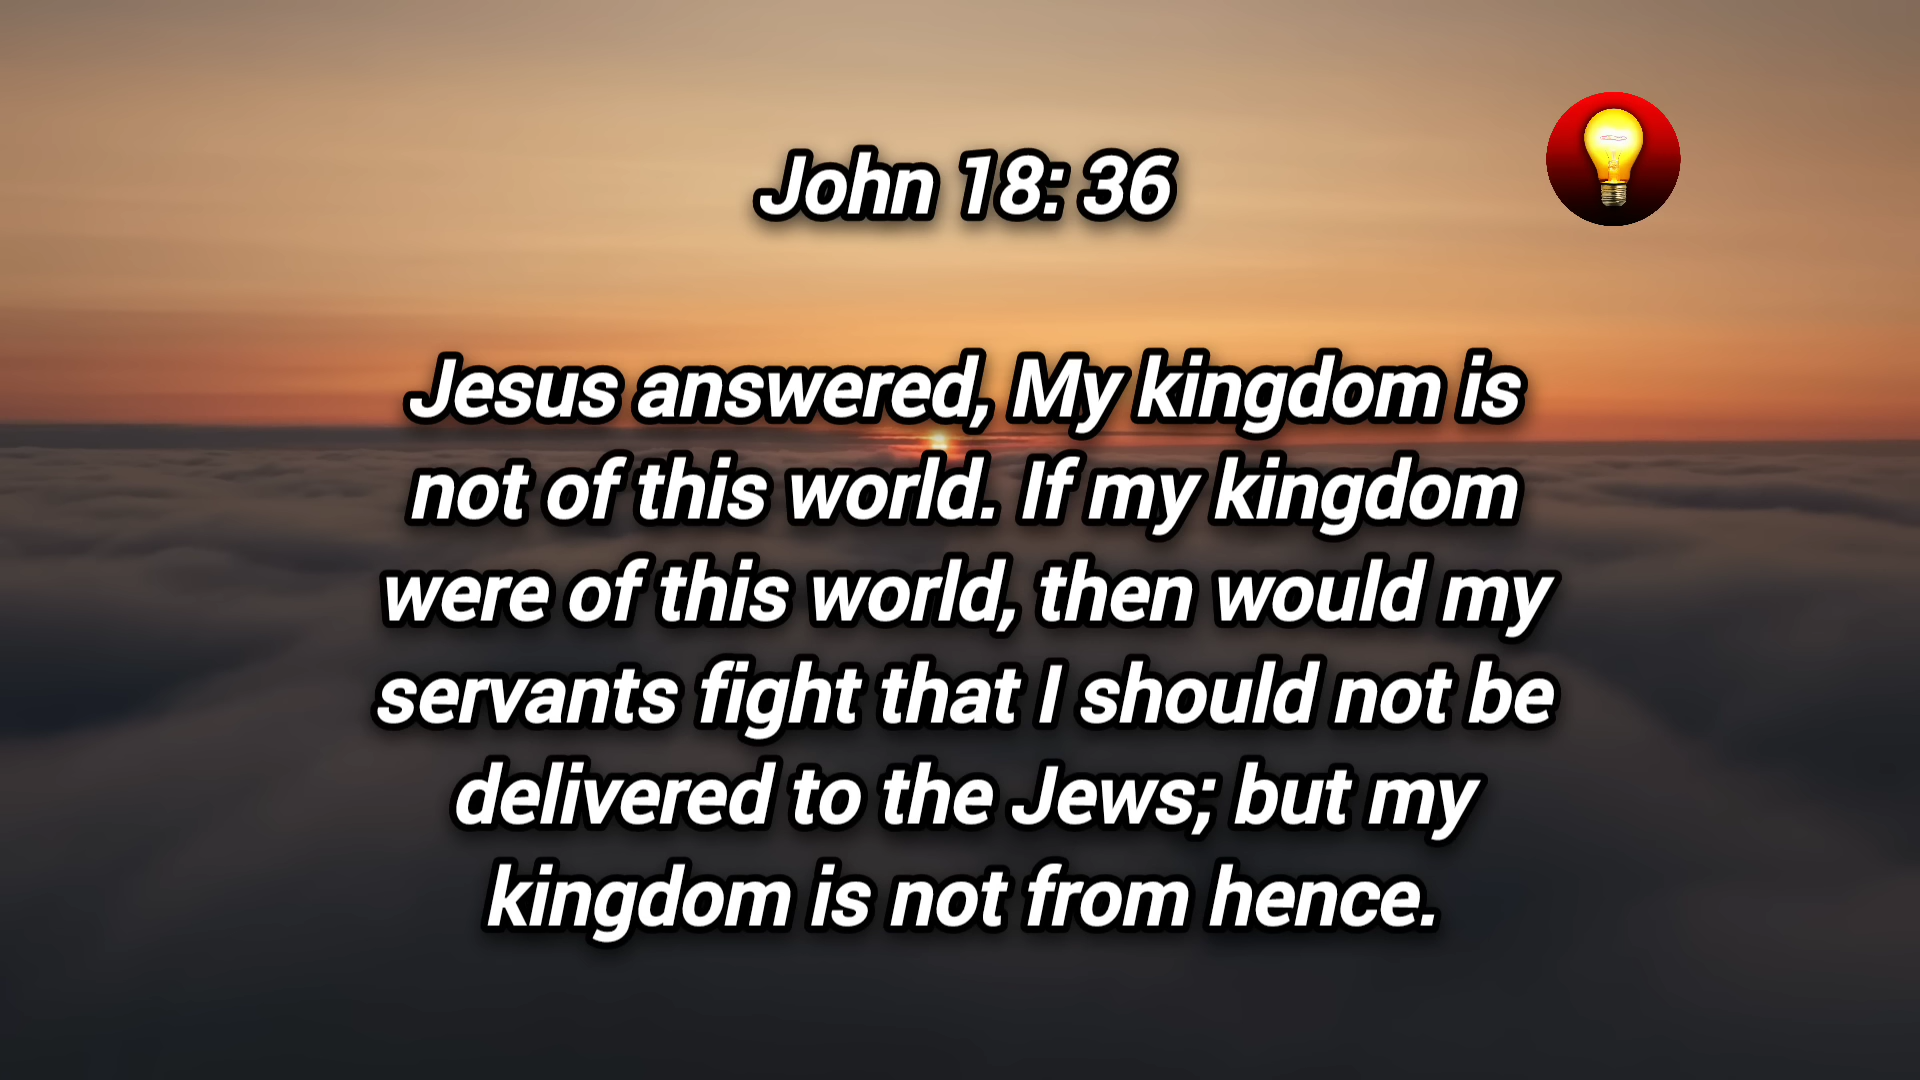 John 18: 36
Jesus answered, My kingdom is
not of this world. If my kingdom
were of this world, then would my
servants fight that I should not be
delivered to the Jews; but my
kingdom is not from hence.